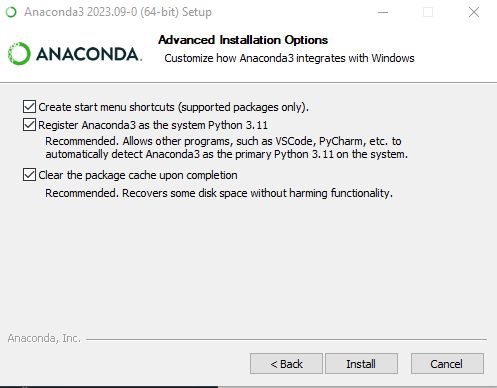 Anaconda3 2023.09-0 (64-bit) Setup
ANACONDA.
Advanced Installation Options
Customize how Anaconda3 integrates with Windows
Create start menu shortcuts (supported packages only).
Register Anaconda3 as the system Python 3.11
Recommended. Allows other programs, such as VSCode, PyCharm, etc. to
automatically detect Anaconda3 as the primary Python 3.11 on the system.
Clear the package cache upon completion
Recommended. Recovers some disk space without harming functionality.
Anaconda, Inc.
< Back
Install
Cancel